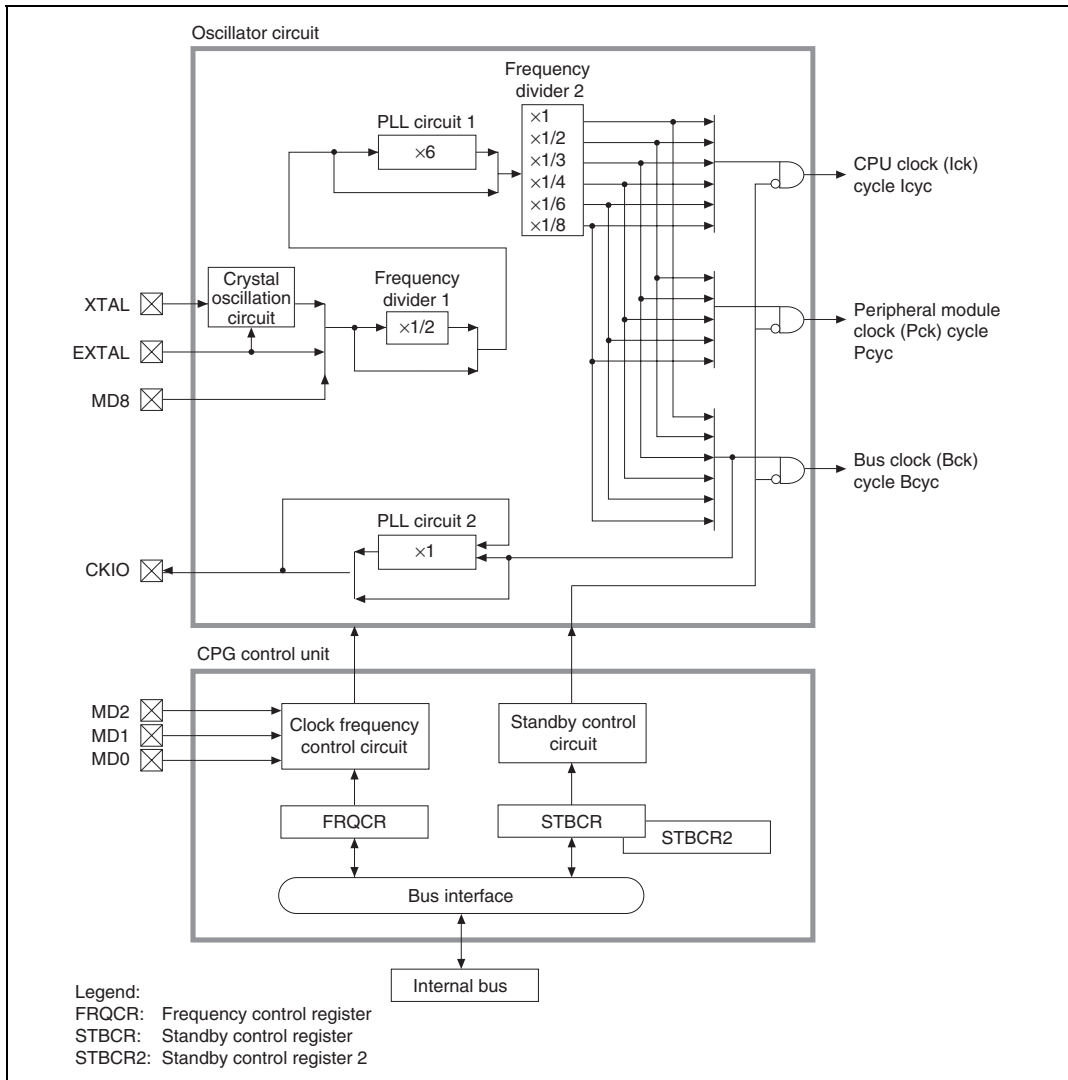 Oscillator circuit
Frequency
divider 2
PLL circuit 1
×6
×1
×1/2
×1/3
×1/4
×1/6
×1/8
CPU clock (Ick)
cycle Icyc
XTAL
Crystal
oscillation
circuit
Frequency
divider 1
×1/2
EXTAL
MD8
Peripheral module
clock (Pck) cycle
Pcyc
Bus clock (Bck)
cycle Bcyc
PLL circuit 2
×1
CKIO
CPG control unit
MD2
MD1
MD0
Clock frequency
control circuit
Standby control
circuit
FRQCR
STBCR
STBCR2
Bus interface
Internal bus
Legend:
FRQCR: Frequency control register
STBCR: Standby control register
STBCR2: Standby control register 2